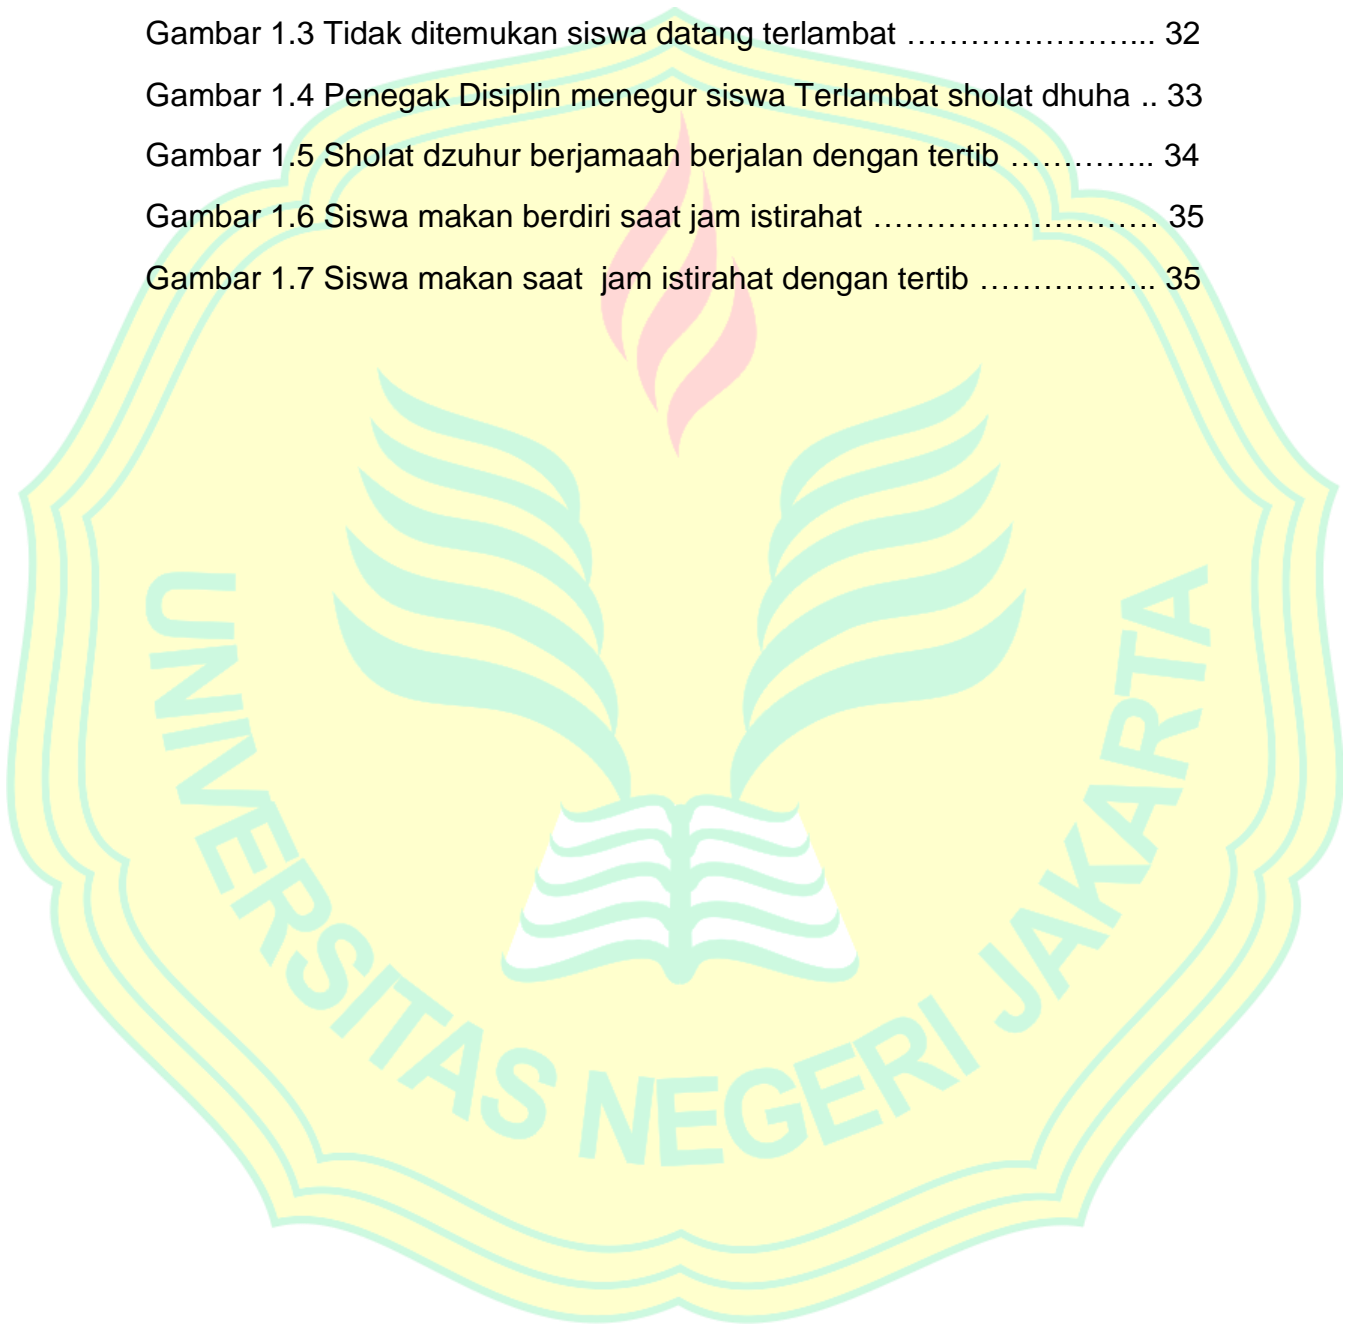 Gambar 1.3 Tidak ditemukan siswa datang terlambat …………………... 32
Gambar 1.4 Penegak Disiplin menegur siswa Terlambat sholat dhuha .. 33
Gambar 1.5 Sholat dzuhur berjamaah berjalan dengan tertib ………….. 34
Gambar 1.6 Siswa makan berdiri saat jam istirahat ……………………… 35
Gambar 1.7 Siswa makan saat  jam istirahat dengan tertib …………….. 35
UNIVERSITAS NEGERI JAKARTA